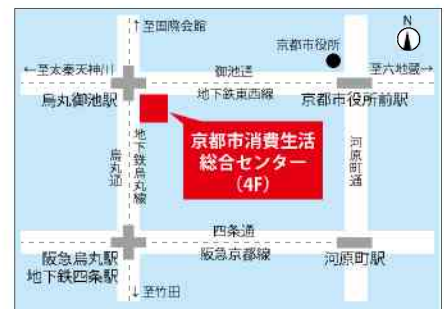 ↑至国際会館
N
京都市役所
←至太秦天神川
御池通
至六地蔵→
烏丸御池駅
地下鉄東西線
京都市役所前駅
京都市消費生活
総合センター
(4F)
烏丸通
地下鉄烏丸線
河原町通
四条通
阪急烏丸駅
地下鉄四条駅
阪急京都線
河原町駅
↓至竹田